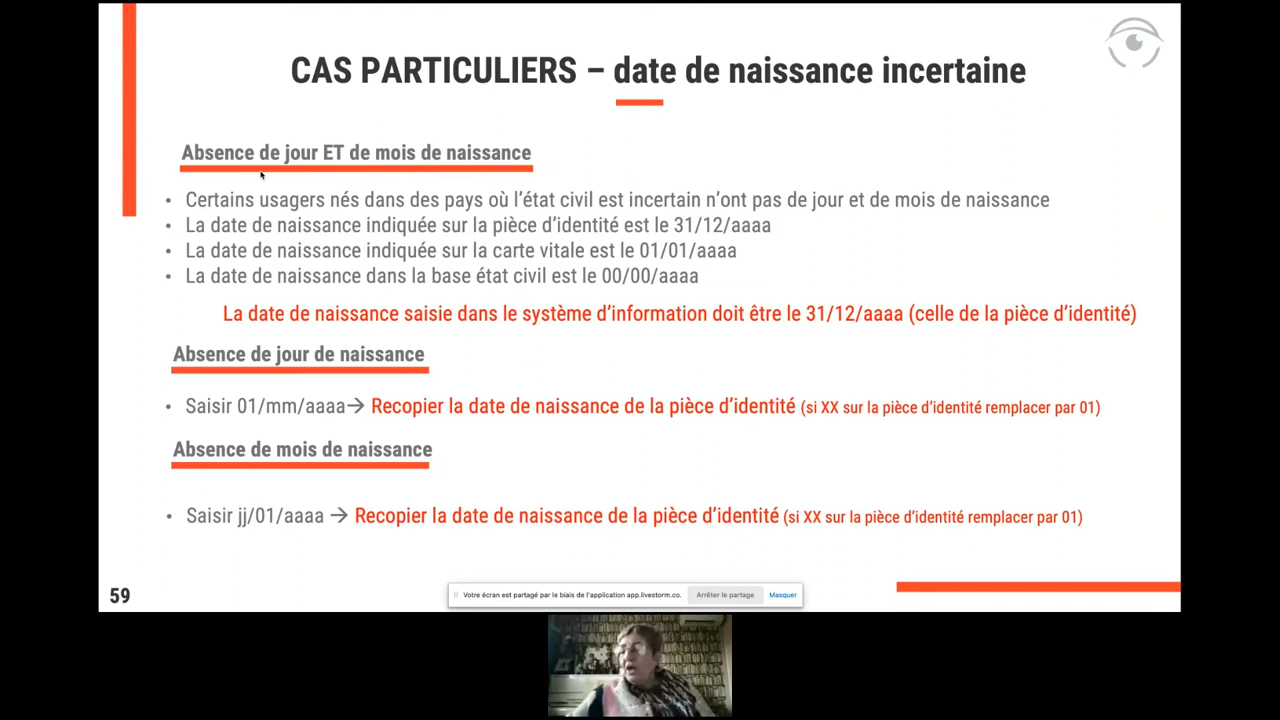 CAS PARTICULIERS – date de naissance incertaine
Absence de jour ET de mois de naissance
• Certains usagers nés dans des pays où l'état civil est incertain n'ont pas de jour et de mois de naissance
• La date de naissance indiquée sur la pièce d'identité est le 31/12/aaaa
• La date de naissance indiquée sur la carte vitale est le 01/01/aaaa
• La date de naissance dans la base état civil est le 00/00/aaaa
La date de naissance saisie dans le système d'information doit être le 31/12/aaaa (celle de la pièce d'identité)
Absence de jour de naissance
• Saisir 01/mm/aaaa→ Recopier la date de naissance de la pièce d'identité (si XX sur la pièce d'identité remplacer par 01)
Absence de mois de naissance
• Saisir jj/01/aaaa → Recopier la date de naissance de la pièce d'identité (si XX sur la pièce d'identité remplacer par 01)
59
Votre écran est partagé par le biais de l'application app.livestorm.co. Arrêter le partage Masquer